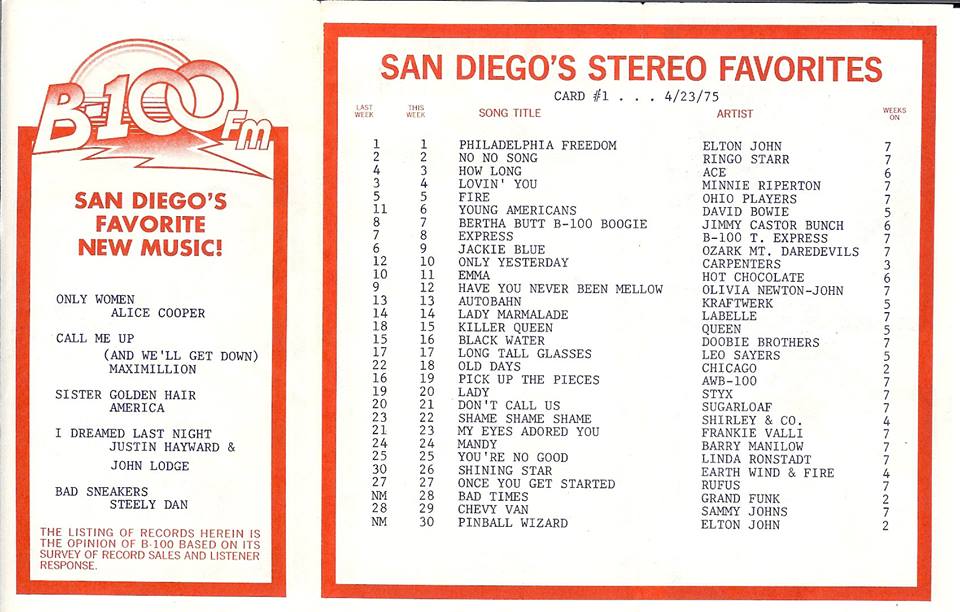 B-100 FM
SAN DIEGO'S
FAVORITE
NEW MUSIC!
ONLY WOMEN
ALICE COOPER
CALL ME UP
(AND WE'LL GET DOWN)
MAXIMILLION
SISTER GOLDEN HAIR
AMERICA
I DREAMED LAST NIGHT
JUSTIN HAYWARD &
JOHN LODGE
BAD SNEAKERS
STEELY DAN
THE LISTING OF RECORDS HEREIN IS
THE OPINION OF B-100 BASED ON ITS
SURVEY OF RECORD SALES AND LISTENER
RESPONSE.
SAN DIEGO'S STEREO FAVORITES
CARD #1 . . . 4/23/75
LAST WEEK THIS WEEK SONG TITLE ARTIST WEEKS ON
1 1 PHILADELPHIA FREEDOM ELTON JOHN 7
2 2 NO NO SONG RINGO STARR 7
4 3 HOW LONG ACE 6
3 4 LOVIN' YOU MINNIE RIPERTON 7
5 5 FIRE OHIO PLAYERS 7
11 6 YOUNG AMERICANS DAVID BOWIE 5
8 7 BERTHA BUTT B-100 BOOGIE JIMMY CASTOR BUNCH 6
7 8 EXPRESS B-100 T. EXPRESS 7
6 9 JACKIE BLUE OZARK MT. DAREDEVILS 7
12 10 ONLY YESTERDAY CARPENTERS 3
10 11 EMMA HOT CHOCOLATE 6
9 12 HAVE YOU NEVER BEEN MELLOW OLIVIA NEWTON-JOHN 7
13 13 AUTOBAHN KRAFTWERK 5
14 14 LADY MARMALADE LABELLE 7
18 15 KILLER QUEEN QUEEN 5
15 16 BLACK WATER DOOBIE BROTHERS 7
17 17 LONG TALL GLASSES LEO SAYERS 5
22 18 OLD DAYS CHICAGO 2
16 19 PICK UP THE PIECES AWB-100 7
19 20 LADY STYX 7
20 21 DON'T CALL US SUGARLOAF 7
23 22 SHAME SHAME SHAME SHIRLEY & CO. 4
21 23 MY EYES ADORED YOU FRANKIE VALLI 7
24 24 MANDY BARRY MANILOW 7
25 25 YOU'RE NO GOOD LINDA RONSTADT 7
30 26 SHINING STAR EARTH WIND & FIRE 4
27 27 ONCE YOU GET STARTED RUFUS 7
NM 28 BAD TIMES GRAND FUNK 2
28 29 CHEVY VAN SAMMY JOHNS 7
NM 30 PINBALL WIZARD ELTON JOHN 2